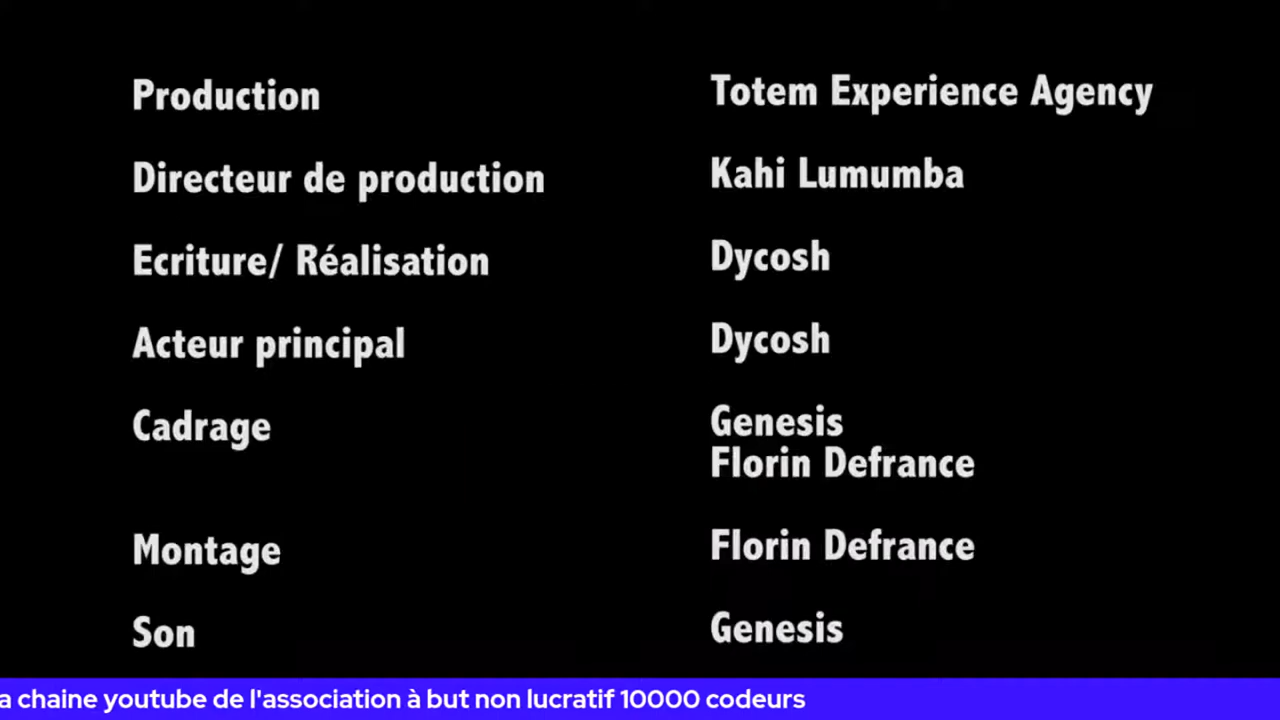 Production Totem Experience Agency
Directeur de production Kahi Lumumba
Ecriture/ Réalisation Dycosh
Acteur principal Dycosh
Cadrage Genesis
Florin Defrance
Montage Florin Defrance
Son Genesis
a chaine youtube de l'association à but non lucratif 10000 codeurs